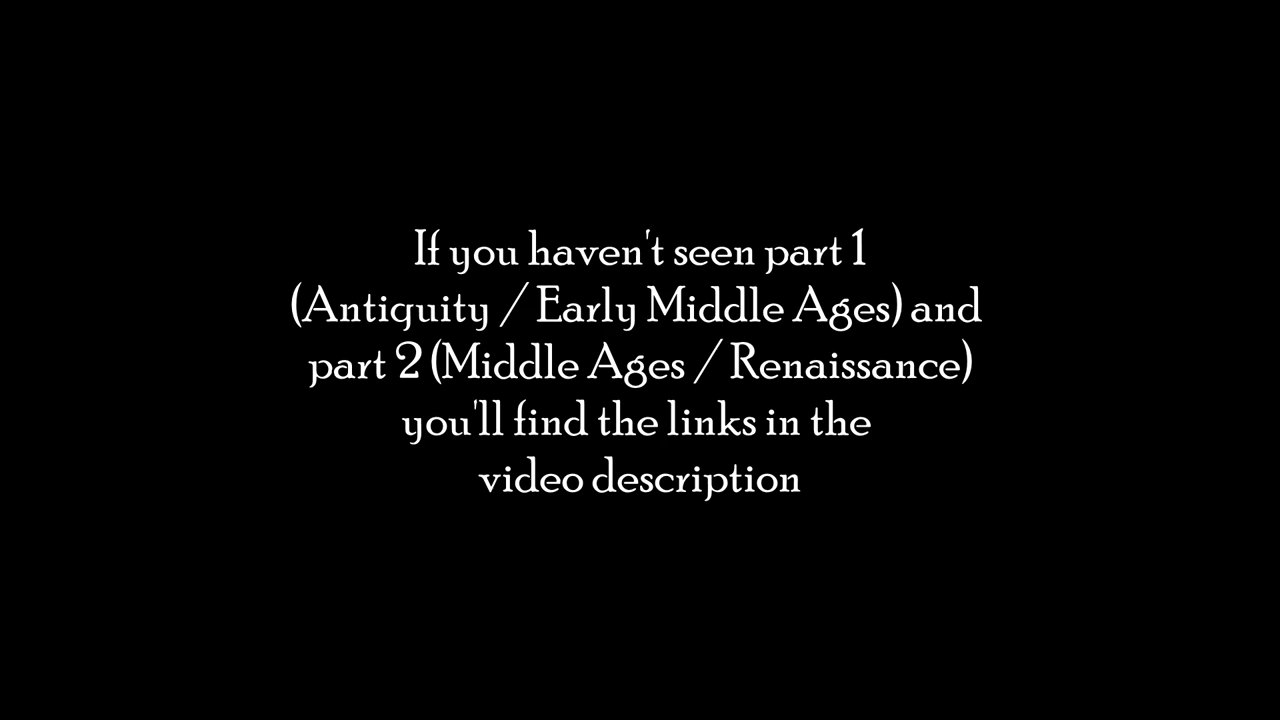 If you haven't seen part 1
(Antiquity / Early Middle Ages) and
part 2 (Middle Ages / Renaissance)
you'll find the links in the
video description